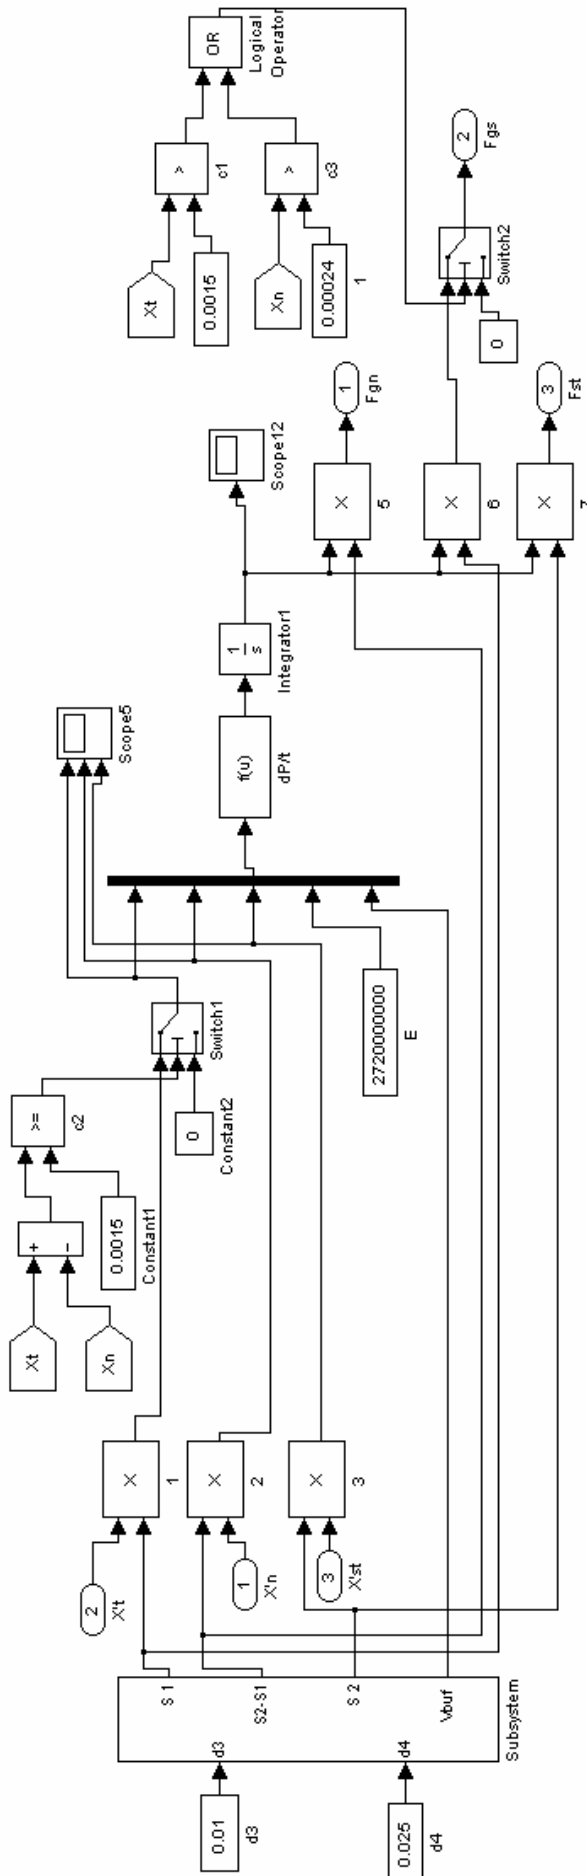 0.01
d3
0.025
d4
d3
d4
S 1
S2-S1
S 2
Vbuf
Subsystem
2
X't
1
X'n
3
X'st
X
1
X
2
X
3
Xt
Xn
+
-
0.0015
Constant1
>=
c2
0
Constant2
Switch1
2720000000
E
Scope5
f(u)
dP/t
1
s
Integrator1
Scope12
X
5
X
6
X
7
1
Fgn
3
Fst
0
Switch2
2
Fgs
Xt
0.0015
Xn
0.00024
1
>
c1
>
c3
OR
Logical
Operator